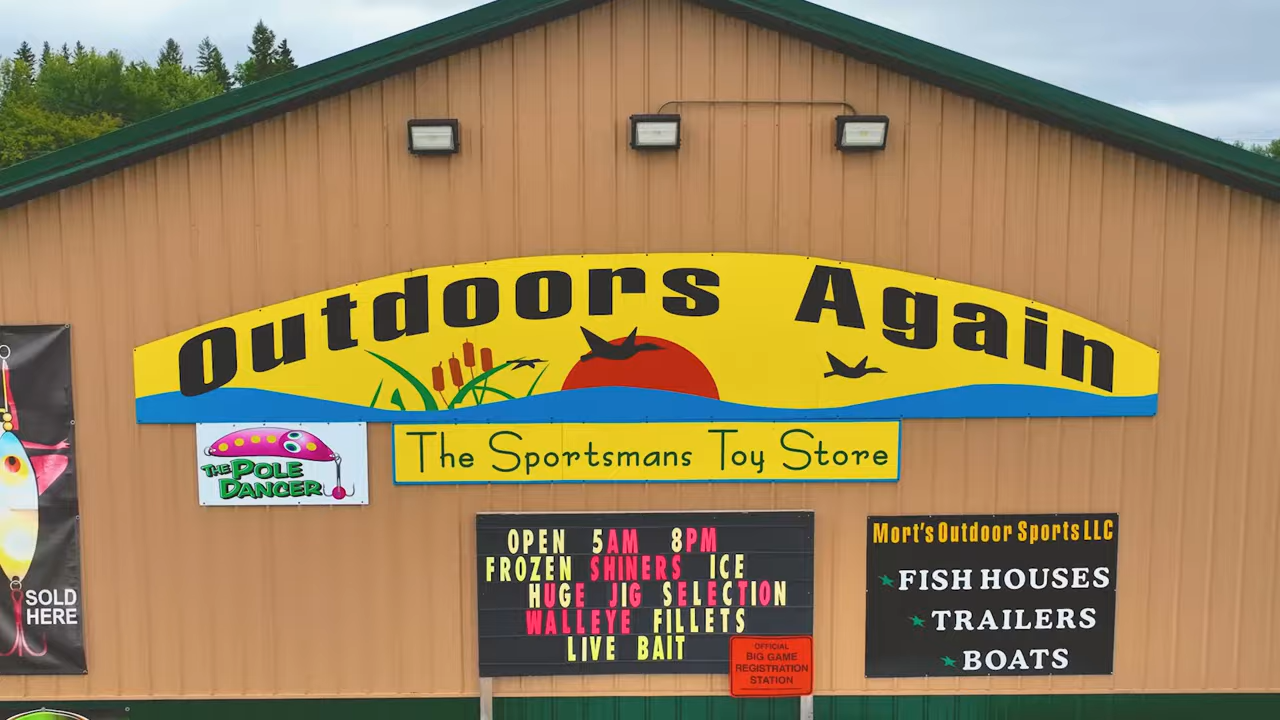 Outdoors Again
THE POLE
DANCER
The Sportsmans Toy Store
SOLD
HERE
OPEN 5AM 8PM
FROZEN SHINERS ICE
HUGE JIG SELECTION
WALLEYE FILLETS
LIVE BAIT
OFFICIAL
BIG GAME
REGISTRATION
STATION
Mort's Outdoor Sports LLC
FISH HOUSES
TRAILERS
BOATS